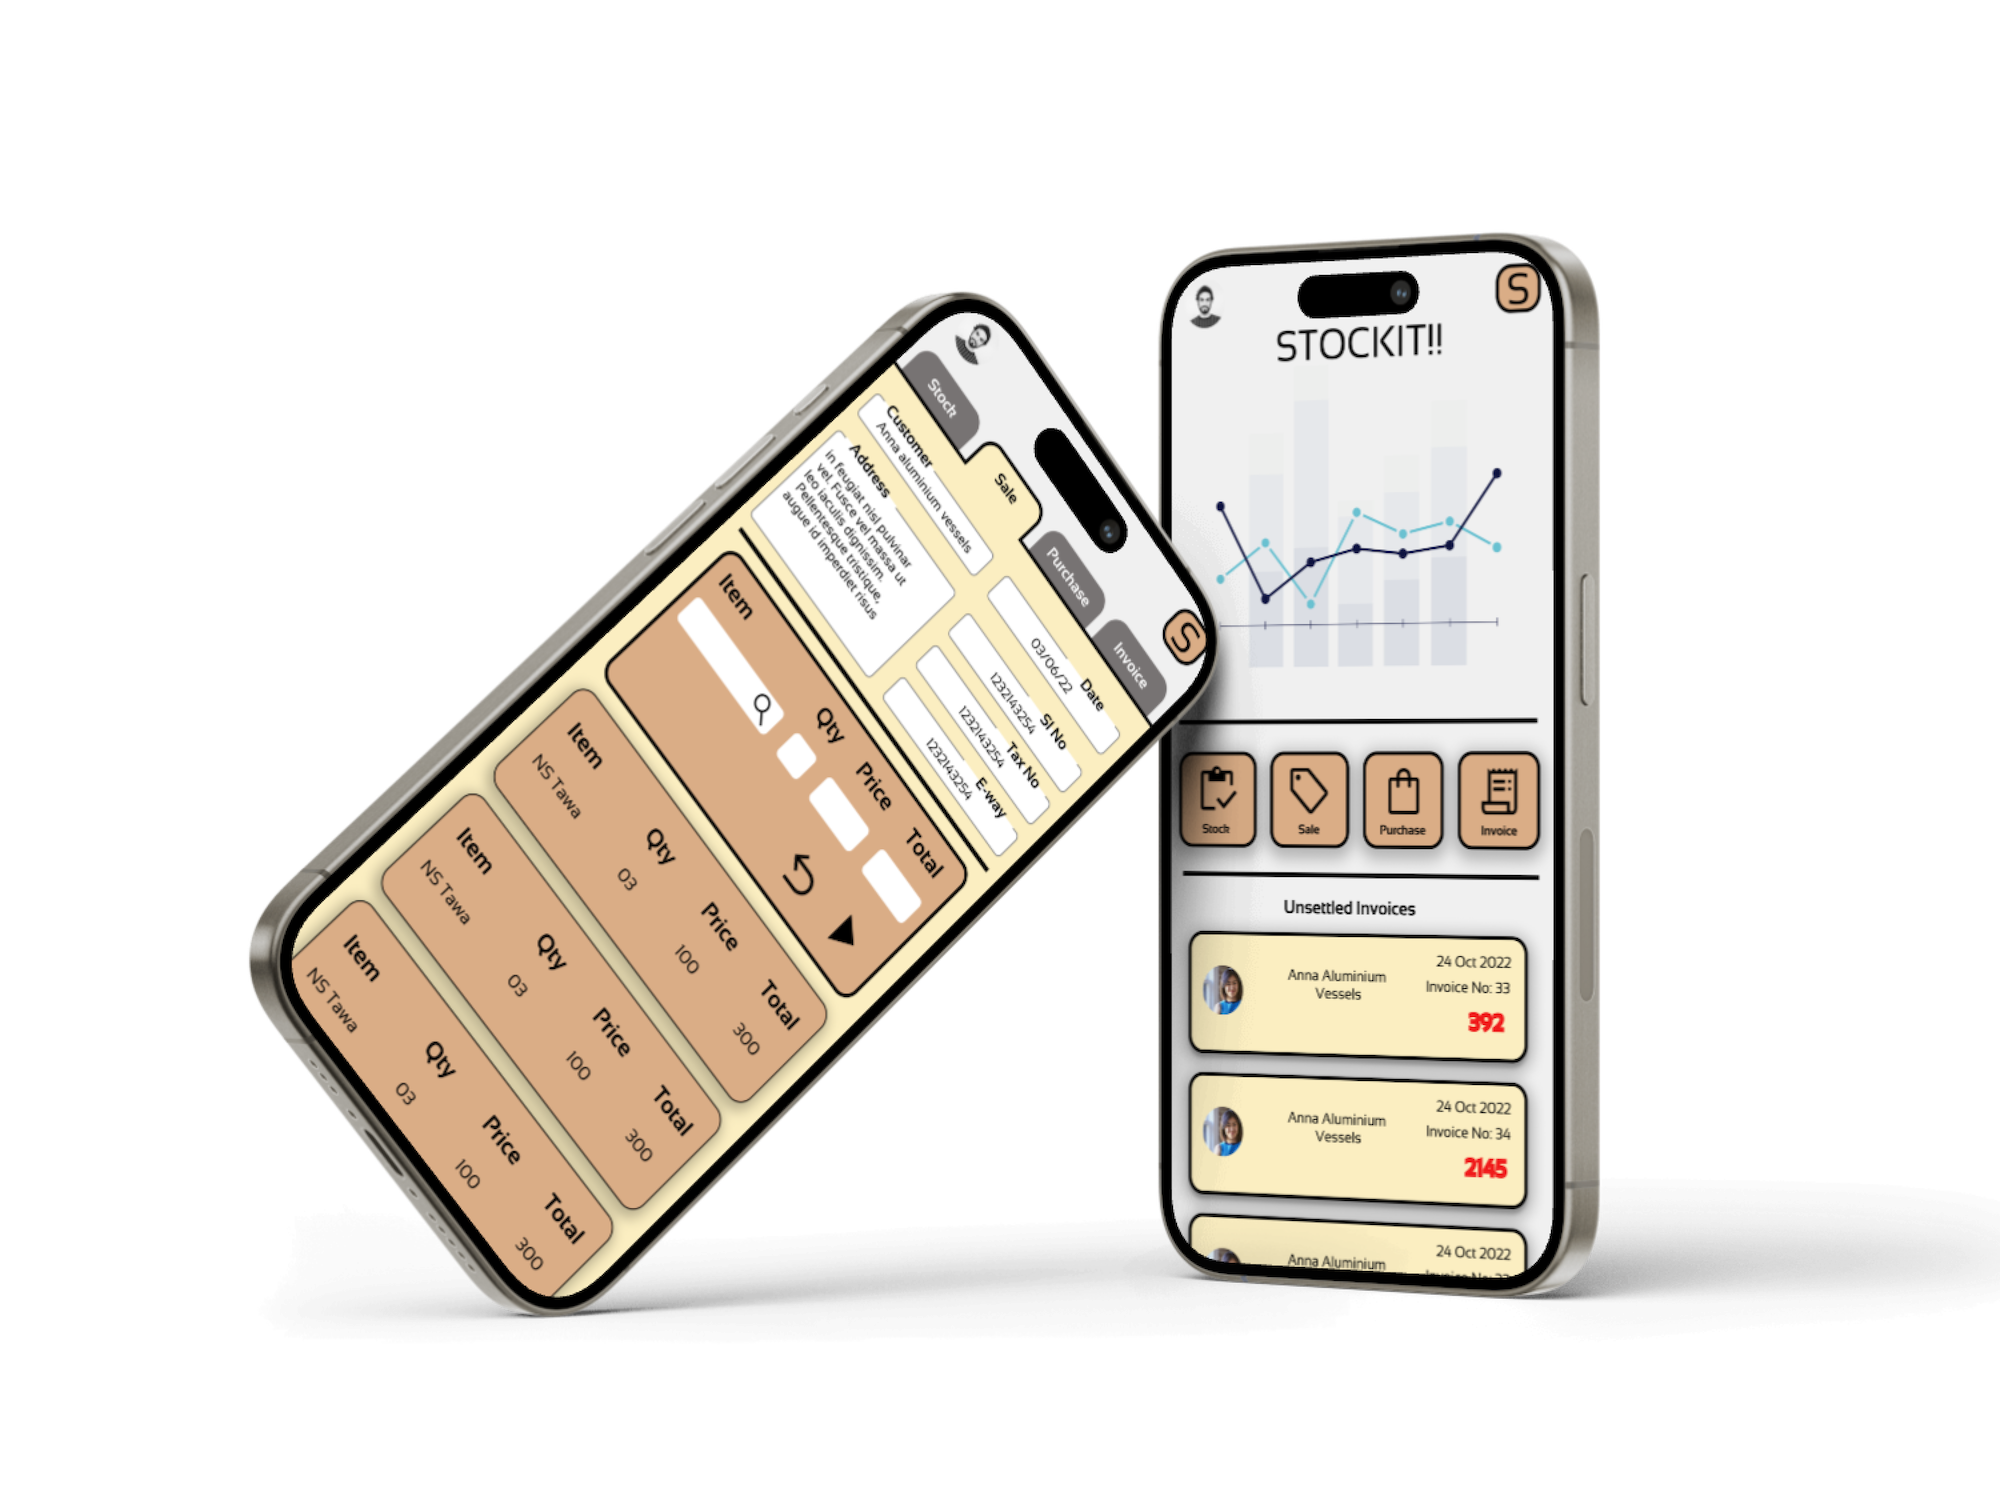 Stock
Sale
Purchase
Invoice
S
Customer
Anna aluminium vessels
Address
in feugiat nisl pulvinar
vel. Fusce vel massa ut
leo iaculis dignissim.
Pellentesque tristique,
augue id imperdiet risus
Date
03/06/22
Sl No
1232143254
Tax No
1232143254
E-way
1232143254
Item Qty Price Total
Item Qty Price Total
NS Tawa 03 100 300
Item Qty Price Total
NS Tawa 03 100 300
Item Qty Price Total
NS Tawa 03 100 300
S
STOCKIT!!
Stock Sale Purchase Invoice
Unsettled Invoices
24 Oct 2022
Anna Aluminium
Vessels
Invoice No: 33
392
24 Oct 2022
Anna Aluminium
Vessels
Invoice No: 34
2145
24 Oct 2022
Anna Aluminium